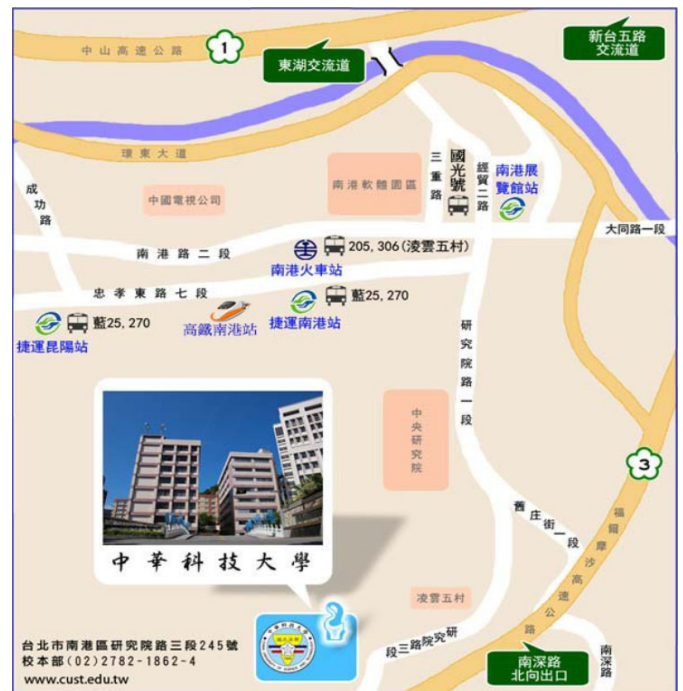 中山高速公路
1
東湖交流道
新台五路
交流道
環東大道
成功路
中國電視公司
南港軟體園區
三重路
國光號
經貿二路
南港展
覽館站
大同路一段
南港路二段
205, 306(淩雲五村)
南港火車站
忠孝東路七段
藍25, 270
捷運昆陽站
高鐵南港站
藍25, 270
捷運南港站
研究院路一段
中央研究院
3
舊庄街一段
福爾摩沙高速公路
中華科技大學
凌雲五村
研究院路三段
南深路
南深路
北向出口
台北市南港區研究院路三段245號
校本部(02)2782-1862-4
www.cust.edu.tw